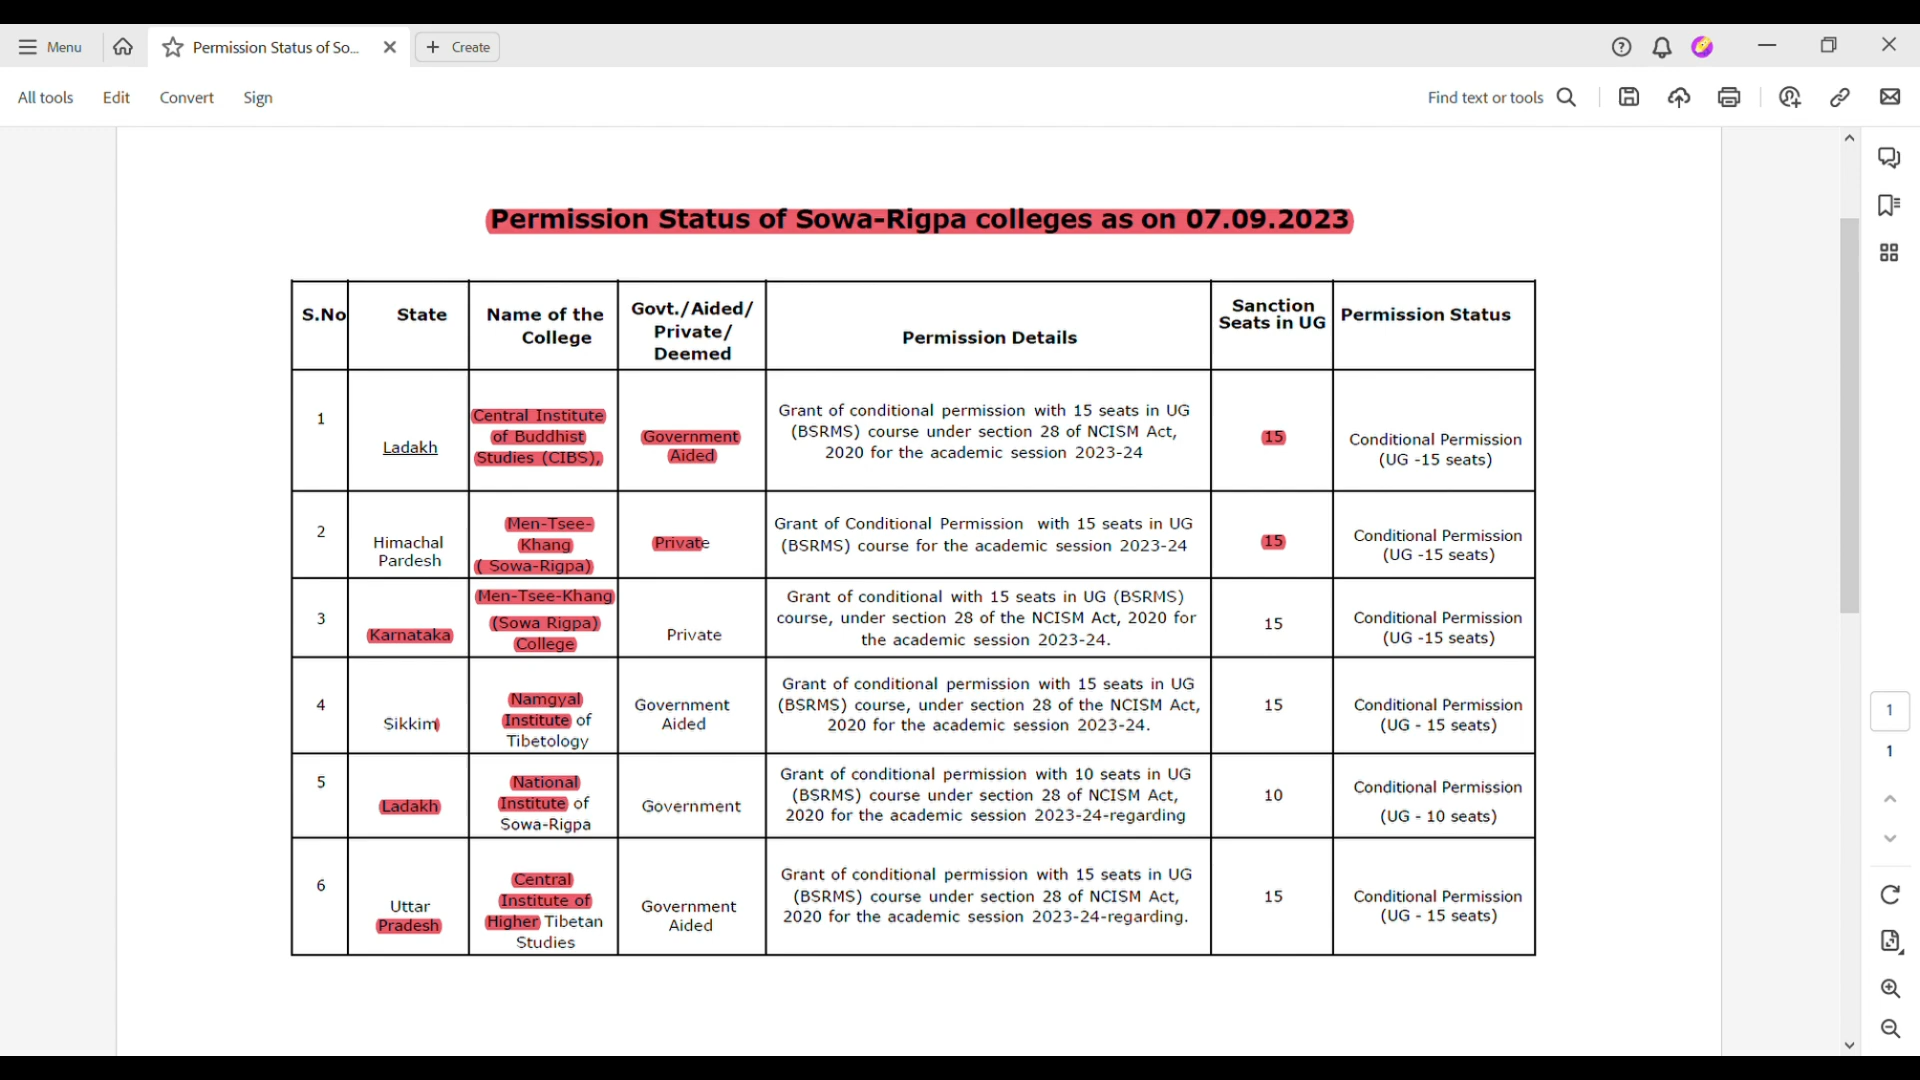 Menu
Permission Status of So...
Create
All tools
Edit
Convert
Sign
Find text or tools
Permission Status of Sowa-Rigpa colleges as on 07.09.2023
S.No
State
Name of the
College
Govt./Aided/
Private/
Deemed
Permission Details
Sanction
Seats in UG
Permission Status
1
Ladakh
Central Institute
of Buddhist
Studies (CIBS),
Government
Aided
Grant of conditional permission with 15 seats in UG
(BSRMS) course under section 28 of NCISM Act,
2020 for the academic session 2023-24
15
Conditional Permission
(UG -15 seats)
2
Himachal
Pardesh
Men-Tsee-
Khang
( Sowa-Rigpa)
Private
Grant of Conditional Permission with 15 seats in UG
(BSRMS) course for the academic session 2023-24
15
Conditional Permission
(UG -15 seats)
3
Karnataka
Men-Tsee-Khang
(Sowa Rigpa)
College
Private
Grant of conditional with 15 seats in UG (BSRMS)
course, under section 28 of the NCISM Act, 2020 for
the academic session 2023-24.
15
Conditional Permission
(UG -15 seats)
4
Sikkim
Namgyal
Institute of
Tibetology
Government
Aided
Grant of conditional permission with 15 seats in UG
(BSRMS) course, under section 28 of the NCISM Act,
2020 for the academic session 2023-24.
15
Conditional Permission
(UG - 15 seats)
5
Ladakh
National
Institute of
Sowa-Rigpa
Government
Grant of conditional permission with 10 seats in UG
(BSRMS) course under section 28 of NCISM Act,
2020 for the academic session 2023-24-regarding
10
Conditional Permission
(UG - 10 seats)
6
Uttar
Pradesh
Central
Institute of
Higher Tibetan
Studies
Government
Aided
Grant of conditional permission with 15 seats in UG
(BSRMS) course under section 28 of NCISM Act,
2020 for the academic session 2023-24-regarding.
15
Conditional Permission
(UG - 15 seats)
1
1